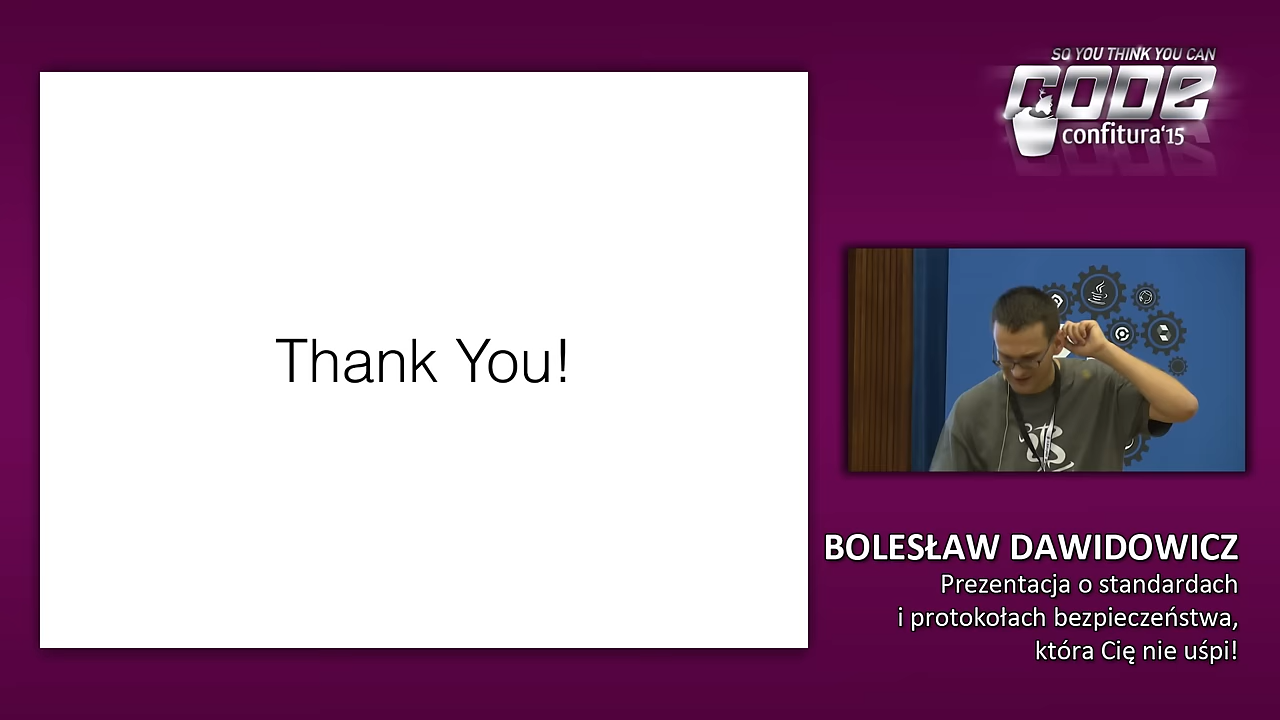 SO YOU THINK YOU CAN
CODE
confitura'15
Thank You!
BOLESŁAW DAWIDOWICZ
Prezentacja o standardach
i protokołach bezpieczeństwa,
która Cię nie uśpi!